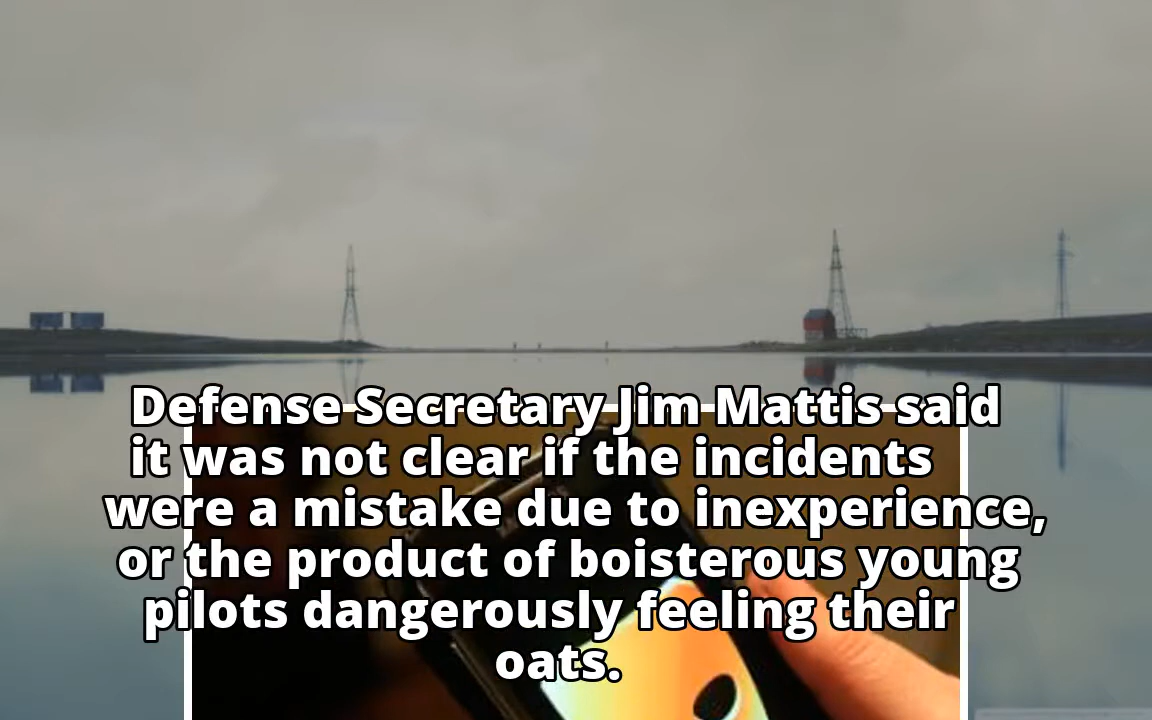 Defense Secretary Jim Mattis said
it was not clear if the incidents
were a mistake due to inexperience,
or the product of boisterous young
pilots dangerously feeling their
oats.